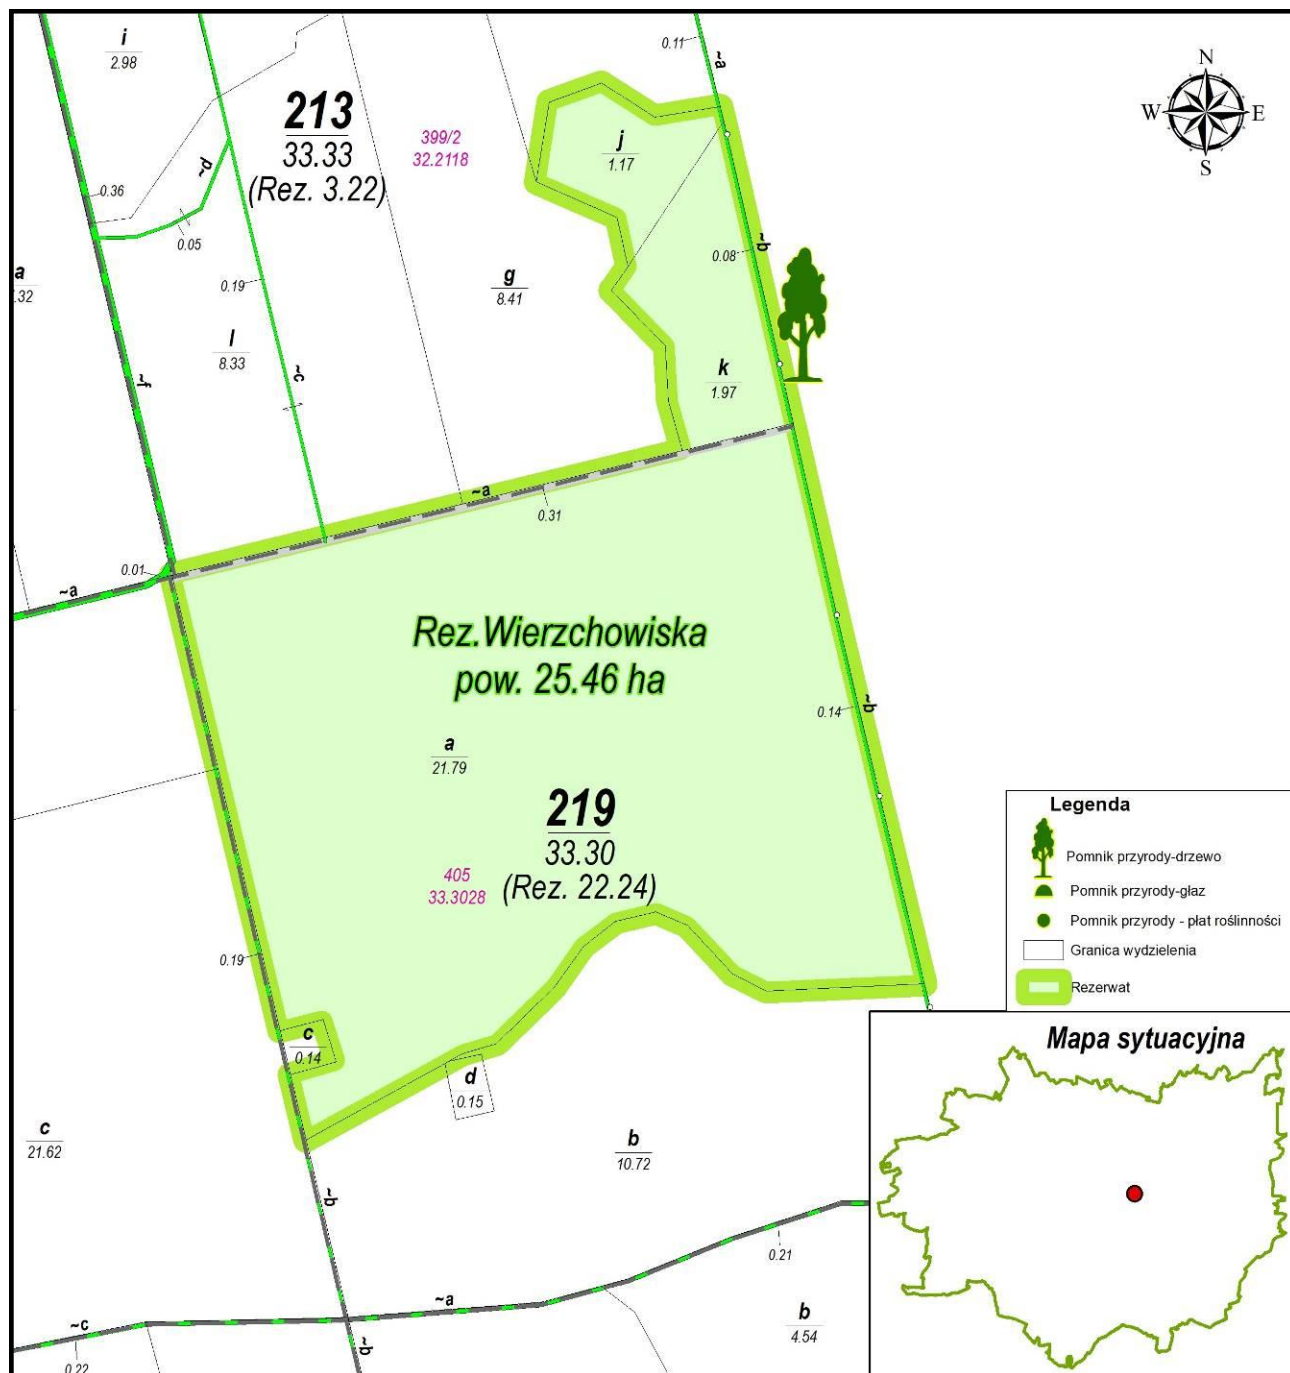 i
2.98
0.11
~a
N
W
E
S
213
33.33
(Rez. 3.22)
399/2
32.2118
j
1.17
~d
0.36
0.05
a
.32
0.19
g
8.41
0.08
~b
l
8.33
~f
~c
k
1.97
~a
0.31
0.01
~a
Rez.Wierzchowiska
pow. 25.46 ha
0.14
~b
a
21.79
219
33.30
(Rez. 22.24)
405
33.3028
0.19
c
0.14
d
0.15
c
21.62
b
10.72
~b
0.21
~a
~c
~b
0.22
b
4.54
Legenda
Pomnik przyrody-drzewo
Pomnik przyrody-głaz
Pomnik przyrody - płat roślinności
Granica wydzielenia
Rezerwat
Mapa sytuacyjna